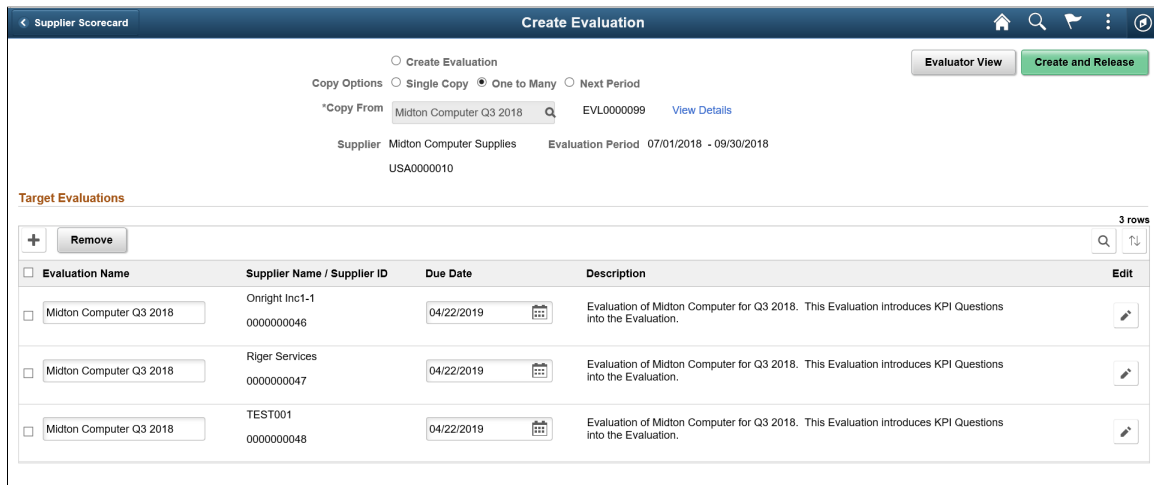 Supplier Scorecard
Create Evaluation
Create Evaluation
Evaluator View
Create and Release
Copy Options Single Copy One to Many Next Period
*Copy From Midton Computer Q3 2018 EVL0000099 View Details
Supplier Midton Computer Supplies Evaluation Period 07/01/2018 - 09/30/2018
USA0000010
Target Evaluations
3 rows
Remove
Evaluation Name Supplier Name / Supplier ID Due Date Description Edit
Onright Inc1-1
Midton Computer Q3 2018 04/22/2019 Evaluation of Midton Computer for Q3 2018. This Evaluation introduces KPI Questions
0000000046 into the Evaluation.
Riger Services
Midton Computer Q3 2018 04/22/2019 Evaluation of Midton Computer for Q3 2018. This Evaluation introduces KPI Questions
0000000047 into the Evaluation.
TEST001
Midton Computer Q3 2018 04/22/2019 Evaluation of Midton Computer for Q3 2018. This Evaluation introduces KPI Questions
0000000048 into the Evaluation.